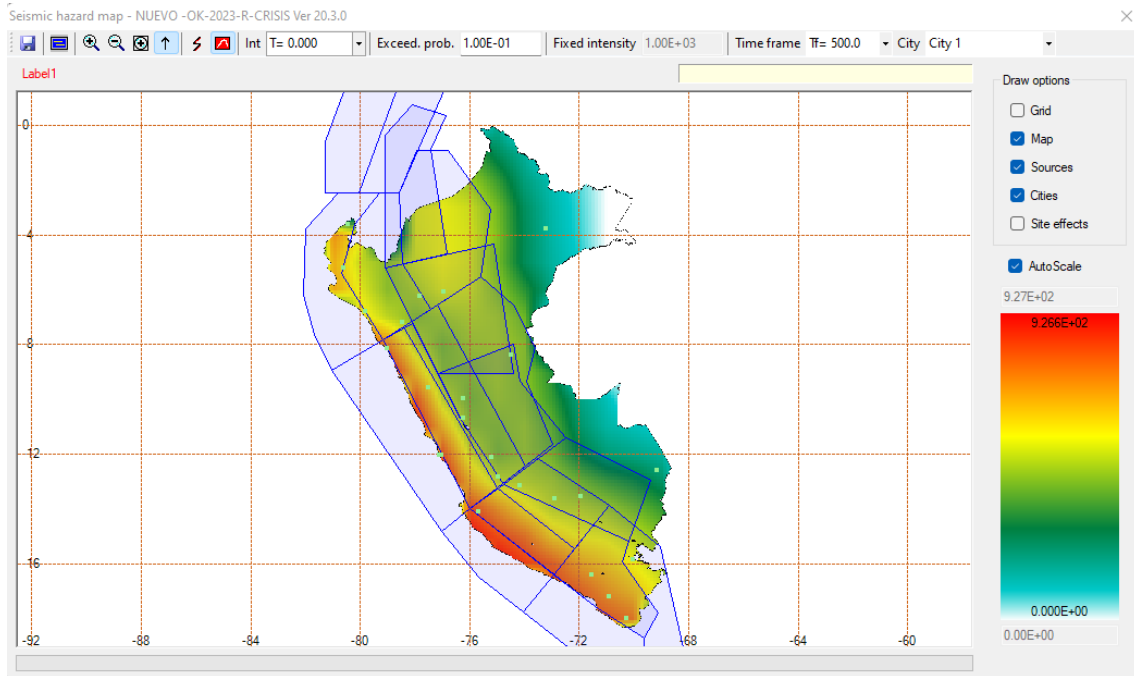 Seismic hazard map - NUEVO -OK-2023-R-CRISIS Ver 20.3.0
Int T= 0.000 Exceed. prob. 1.00E-01 Fixed intensity 1.00E+03 Time frame Tf= 500.0 City City 1
Label1
Draw options
Grid
Map
Sources
Cities
Site effects
AutoScale
9.27E+02
9.266E+02
0.000E+00
0.00E+00
0
-4
-8
-12
-16
-92 -88 -80 -76 -72 -68 -64 -60